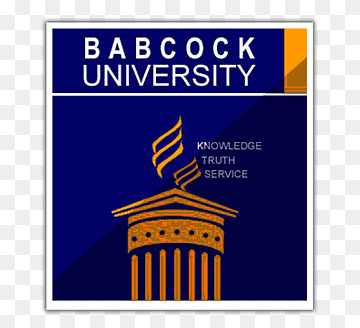 BABCOCK
UNIVERSITY
KNOWLEDGE
TRUTH
SERVICE